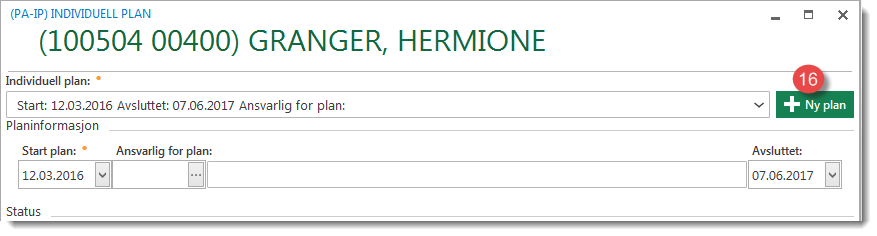 (PA-IP) INDIVIDUELL PLAN
(100504 00400) GRANGER, HERMIONE
Individuell plan: *
16
Start: 12.03.2016 Avsluttet: 07.06.2017 Ansvarlig for plan:
Ny plan
Planinformasjon
Start plan: * Ansvarlig for plan: Avsluttet:
12.03.2016 ... 07.06.2017
Status